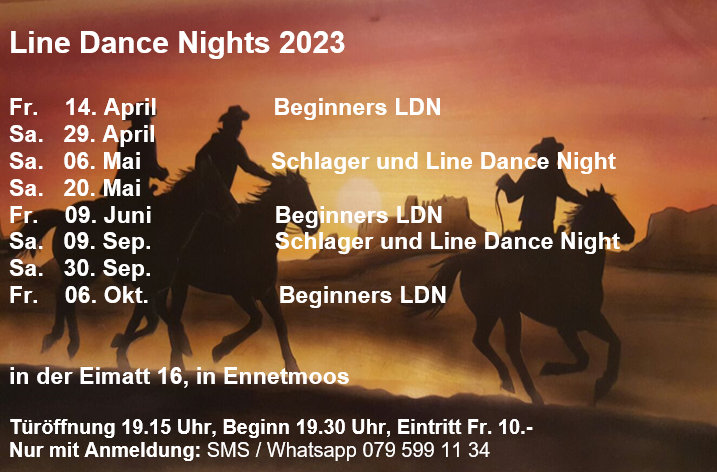 Line Dance Nights 2023
Fr. 14. April Beginners LDN
Sa. 29. April
Sa. 06. Mai Schlager und Line Dance Night
Sa. 20. Mai
Fr. 09. Juni Beginners LDN
Sa. 09. Sep. Schlager und Line Dance Night
Sa. 30. Sep.
Fr. 06. Okt. Beginners LDN
in der Eimatt 16, in Ennetmoos
Türöffnung 19.15 Uhr, Beginn 19.30 Uhr, Eintritt Fr. 10.-
Nur mit Anmeldung: SMS / Whatsapp 079 599 11 34